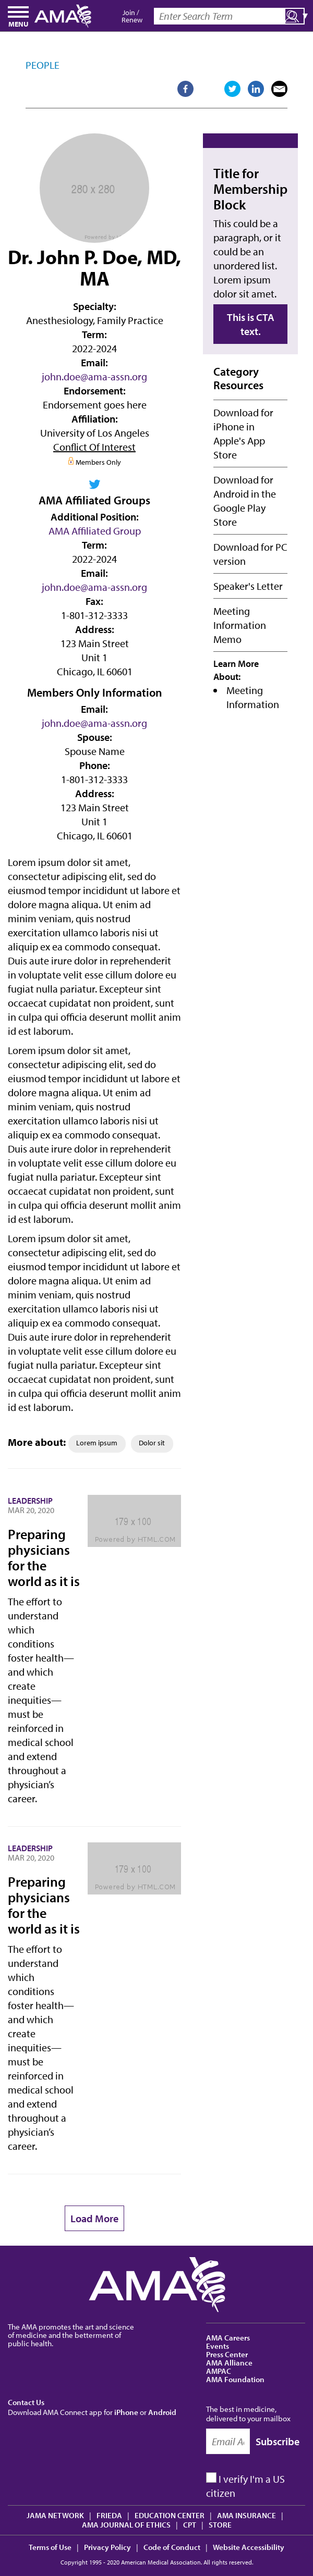 MENU
AMA
Join /
Renew
Enter Search Term
PEOPLE
280 x 280
Powered by
Dr. John P. Doe, MD,
MA
Specialty:
Anesthesiology, Family Practice
Term:
2022-2024
Email:
john.doe@ama-assn.org
Endorsement:
Endorsement goes here
Affiliation:
University of Los Angeles
Conflict Of Interest
Members Only
AMA Affiliated Groups
Additional Position:
AMA Affiliated Group
Term:
2022-2024
Email:
john.doe@ama-assn.org
Fax:
1-801-312-3333
Address:
123 Main Street
Unit 1
Chicago, IL 60601
Members Only Information
Email:
john.doe@ama-assn.org
Spouse:
Spouse Name
Phone:
1-801-312-3333
Address:
123 Main Street
Unit 1
Chicago, IL 60601
Lorem ipsum dolor sit amet,
consectetur adipiscing elit, sed do
eiusmod tempor incididunt ut labore et
dolore magna aliqua. Ut enim ad
minim veniam, quis nostrud
exercitation ullamco laboris nisi ut
aliquip ex ea commodo consequat.
Duis aute irure dolor in reprehenderit
in voluptate velit esse cillum dolore eu
fugiat nulla pariatur. Excepteur sint
occaecat cupidatat non proident, sunt
in culpa qui officia deserunt mollit anim
id est laborum.
Lorem ipsum dolor sit amet,
consectetur adipiscing elit, sed do
eiusmod tempor incididunt ut labore et
dolore magna aliqua. Ut enim ad
minim veniam, quis nostrud
exercitation ullamco laboris nisi ut
aliquip ex ea commodo consequat.
Duis aute irure dolor in reprehenderit
in voluptate velit esse cillum dolore eu
fugiat nulla pariatur. Excepteur sint
occaecat cupidatat non proident, sunt
in culpa qui officia deserunt mollit anim
id est laborum.
Lorem ipsum dolor sit amet,
consectetur adipiscing elit, sed do
eiusmod tempor incididunt ut labore et
dolore magna aliqua. Ut enim ad
minim veniam, quis nostrud
exercitation ullamco laboris nisi ut
aliquip ex ea commodo consequat.
Duis aute irure dolor in reprehenderit
in voluptate velit esse cillum dolore eu
fugiat nulla pariatur. Excepteur sint
occaecat cupidatat non proident, sunt
in culpa qui officia deserunt mollit anim
id est laborum.
More about: Lorem ipsum Dolor sit
LEADERSHIP
MAR 20, 2020
Preparing
physicians
for the
world as it is
The effort to
understand
which
conditions
foster health—
and which
create
inequities—
must be
reinforced in
medical school
and extend
throughout a
physician's
career.
179 x 100
Powered by HTML.COM
LEADERSHIP
MAR 20, 2020
Preparing
physicians
for the
world as it is
The effort to
understand
which
conditions
foster health—
and which
create
inequities—
must be
reinforced in
medical school
and extend
throughout a
physician's
career.
179 x 100
Powered by HTML.COM
Load More
Title for
Membership
Block
This could be a
paragraph, or it
could be an
unordered list.
Lorem ipsum
dolor sit amet.
This is CTA
text.
Category
Resources
Download for
iPhone in
Apple's App
Store
Download for
Android in the
Google Play
Store
Download for PC
version
Speaker's Letter
Meeting
Information
Memo
Learn More
About:
• Meeting
Information
AMA
The AMA promotes the art and science
of medicine and the betterment of
public health.
Contact Us
Download AMA Connect app for iPhone or Android
AMA Careers
Events
Press Center
AMA Alliance
AMPAC
AMA Foundation
The best in medicine,
delivered to your mailbox
Email A Subscribe
I verify I'm a US
citizen
JAMA NETWORK | FRIEDA | EDUCATION CENTER | AMA INSURANCE |
AMA JOURNAL OF ETHICS | CPT | STORE
Terms of Use | Privacy Policy | Code of Conduct | Website Accessibility
Copyright 1995 - 2020 American Medical Association. All rights reserved.